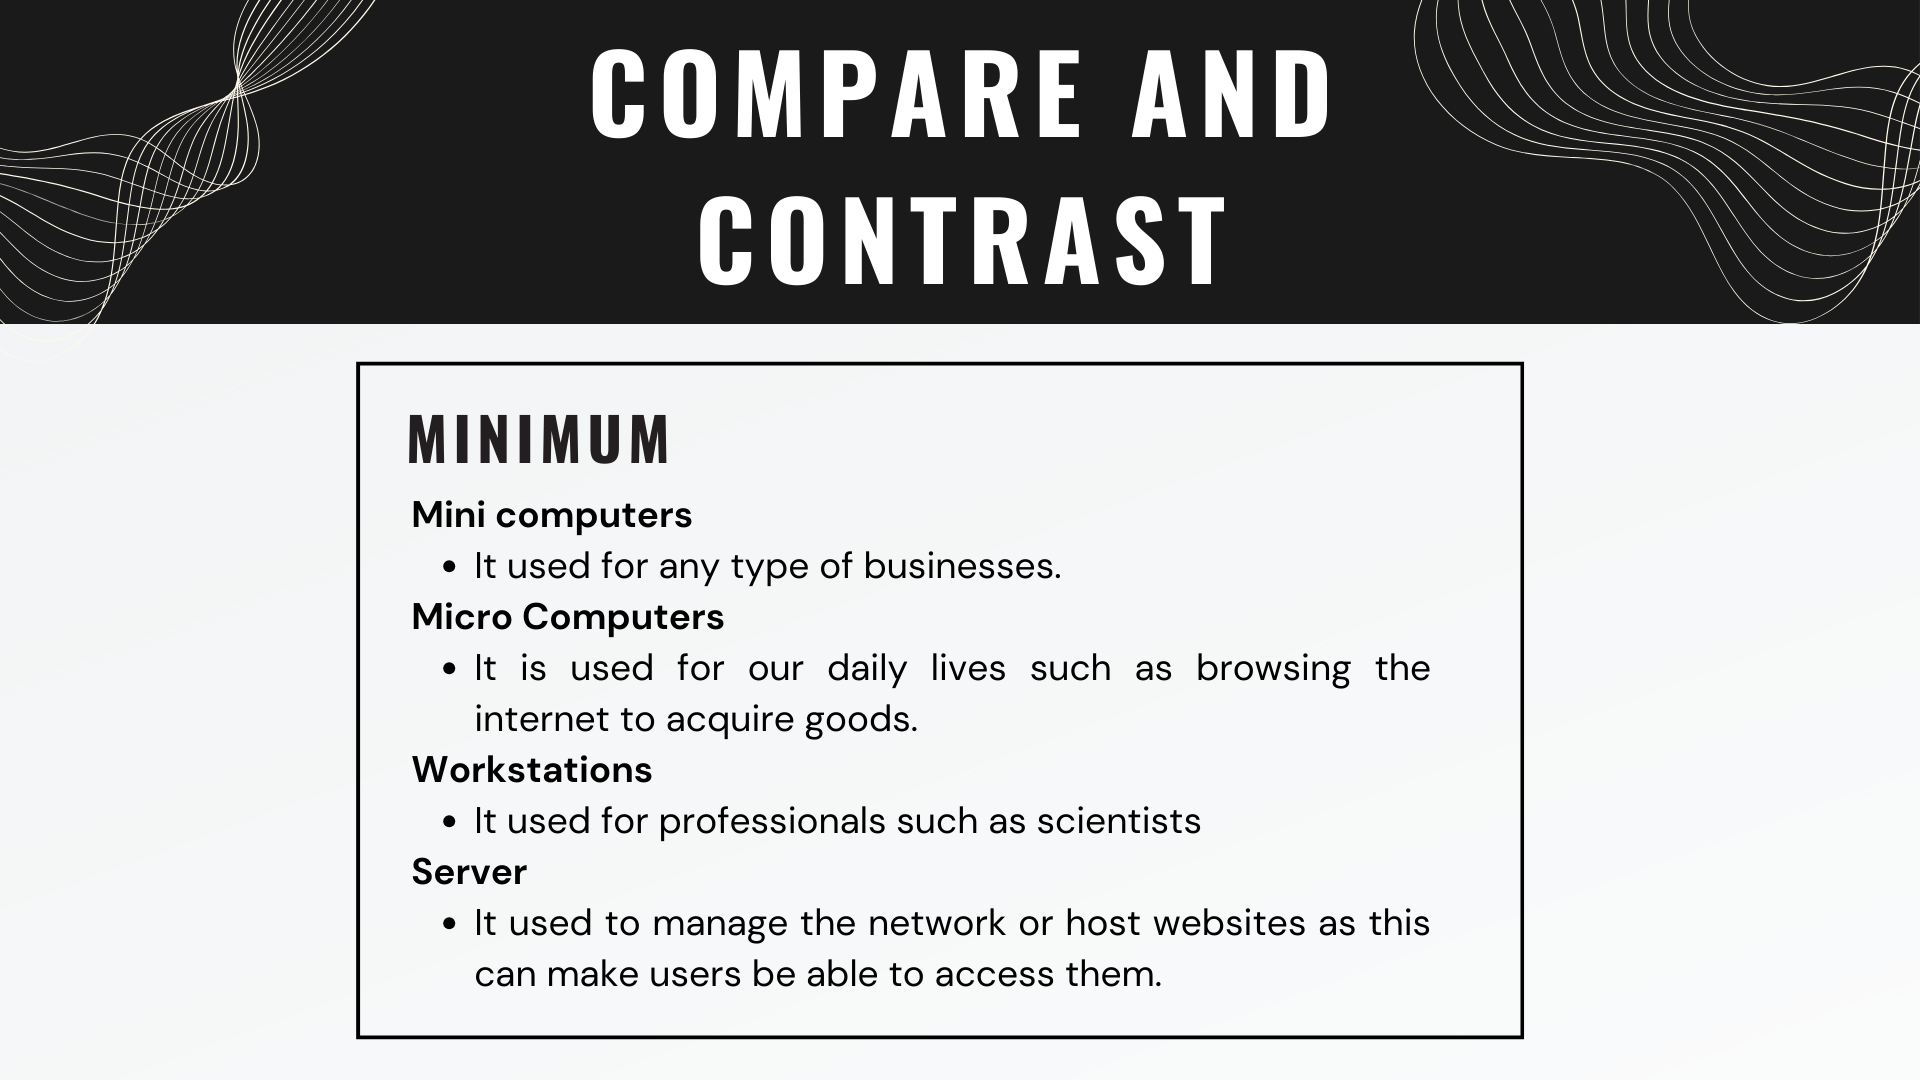 COMPARE AND
CONTRAST
MINIMUM
Mini computers
• It used for any type of businesses.
Micro Computers
• It is used for our daily lives such as browsing the
internet to acquire goods.
Workstations
• It used for professionals such as scientists
Server
• It used to manage the network or host websites as this
can make users be able to access them.